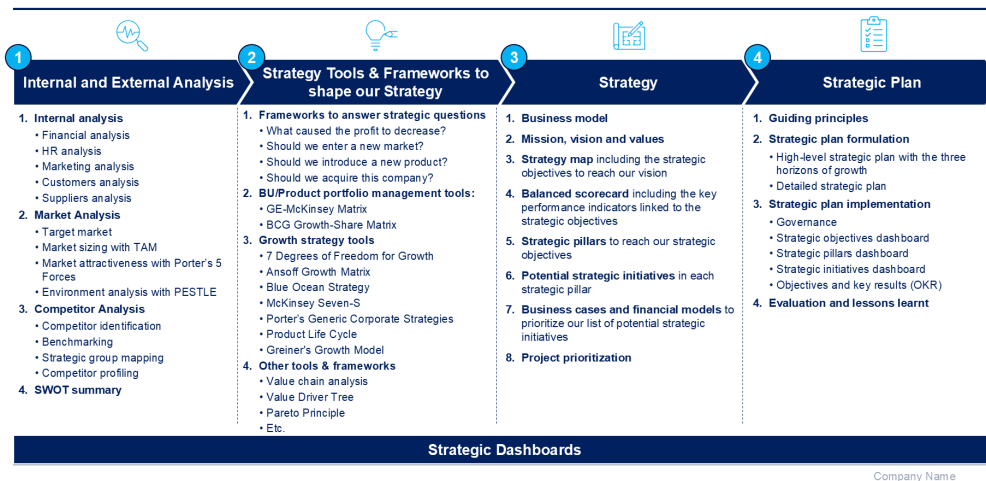 1
Internal and External Analysis
1. Internal analysis
• Financial analysis
• HR analysis
• Marketing analysis
• Customers analysis
• Suppliers analysis
2. Market Analysis
• Target market
• Market sizing with TAM
• Market attractiveness with Porter's 5
Forces
• Environment analysis with PESTLE
3. Competitor Analysis
• Competitor identification
• Benchmarking
• Strategic group mapping
• Competitor profiling
4. SWOT summary
2
Strategy Tools & Frameworks to
shape our Strategy
1. Frameworks to answer strategic questions
• What caused the profit to decrease?
• Should we enter a new market?
• Should we introduce a new product?
• Should we acquire this company?
2. BU/Product portfolio management tools:
• GE-McKinsey Matrix
• BCG Growth-Share Matrix
3. Growth strategy tools
• 7 Degrees of Freedom for Growth
• Ansoff Growth Matrix
• Blue Ocean Strategy
• McKinsey Seven-S
• Porter's Generic Corporate Strategies
• Product Life Cycle
• Greiner's Growth Model
4. Other tools & frameworks
• Value chain analysis
• Value Driver Tree
• Pareto Principle
• Etc.
3
Strategy
1. Business model
2. Mission, vision and values
3. Strategy map including the strategic
objectives to reach our vision
4. Balanced scorecard including the key
performance indicators linked to the
strategic objectives
5. Strategic pillars to reach our strategic
objectives
6. Potential strategic initiatives in each
strategic pillar
7. Business cases and financial models to
prioritize our list of potential strategic
initiatives
8. Project prioritization
4
Strategic Plan
1. Guiding principles
2. Strategic plan formulation
• High-level strategic plan with the three
horizons of growth
• Detailed strategic plan
3. Strategic plan implementation
• Governance
• Strategic objectives dashboard
• Strategic pillars dashboard
• Strategic initiatives dashboard
• Objectives and key results (OKR)
4. Evaluation and lessons learnt
Strategic Dashboards
Company Name